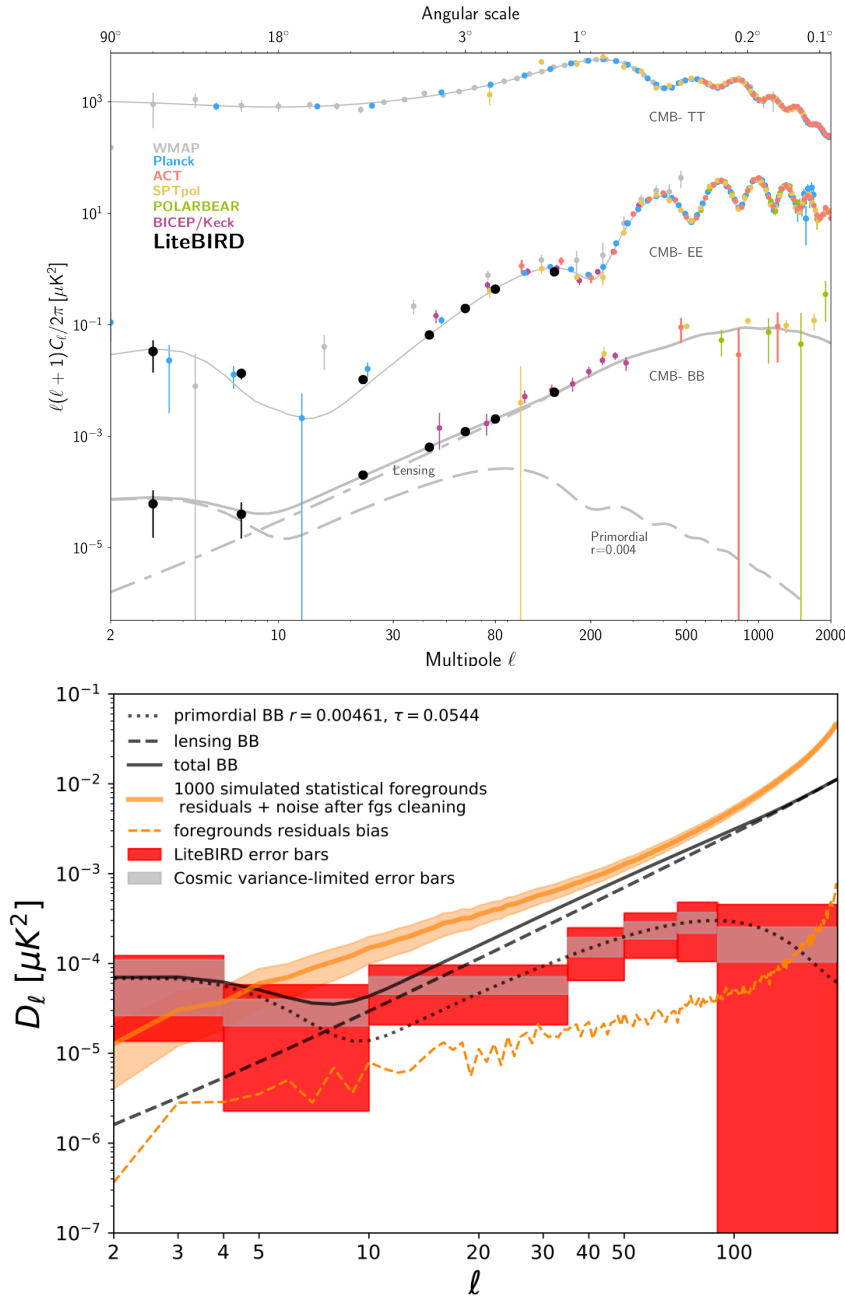 Angular scale
90° 18° 3° 1° 0.2° 0.1°
10³
CMB- TT
WMAP
Planck
ACT
SPTpol
POLARBEAR
BICEP/Keck
LiteBIRD
10¹
CMB- EE
ℓ(ℓ + 1)Cℓ/2π [μK²]
10⁻¹
CMB- BB
10⁻³
Lensing
10⁻⁵
Primordial
r=0.004
2 10 30 80 200 500 1000 2000
Multipole ℓ
10⁻¹
primordial BB r = 0.00461, τ = 0.0544
lensing BB
total BB
1000 simulated statistical foregrounds
residuals + noise after fgs cleaning
foregrounds residuals bias
LiteBIRD error bars
Cosmic variance-limited error bars
10⁻²
10⁻³
Dℓ [μK²]
10⁻⁴
10⁻⁵
10⁻⁶
10⁻⁷
2 3 4 5 10 20 30 40 50 100
ℓ